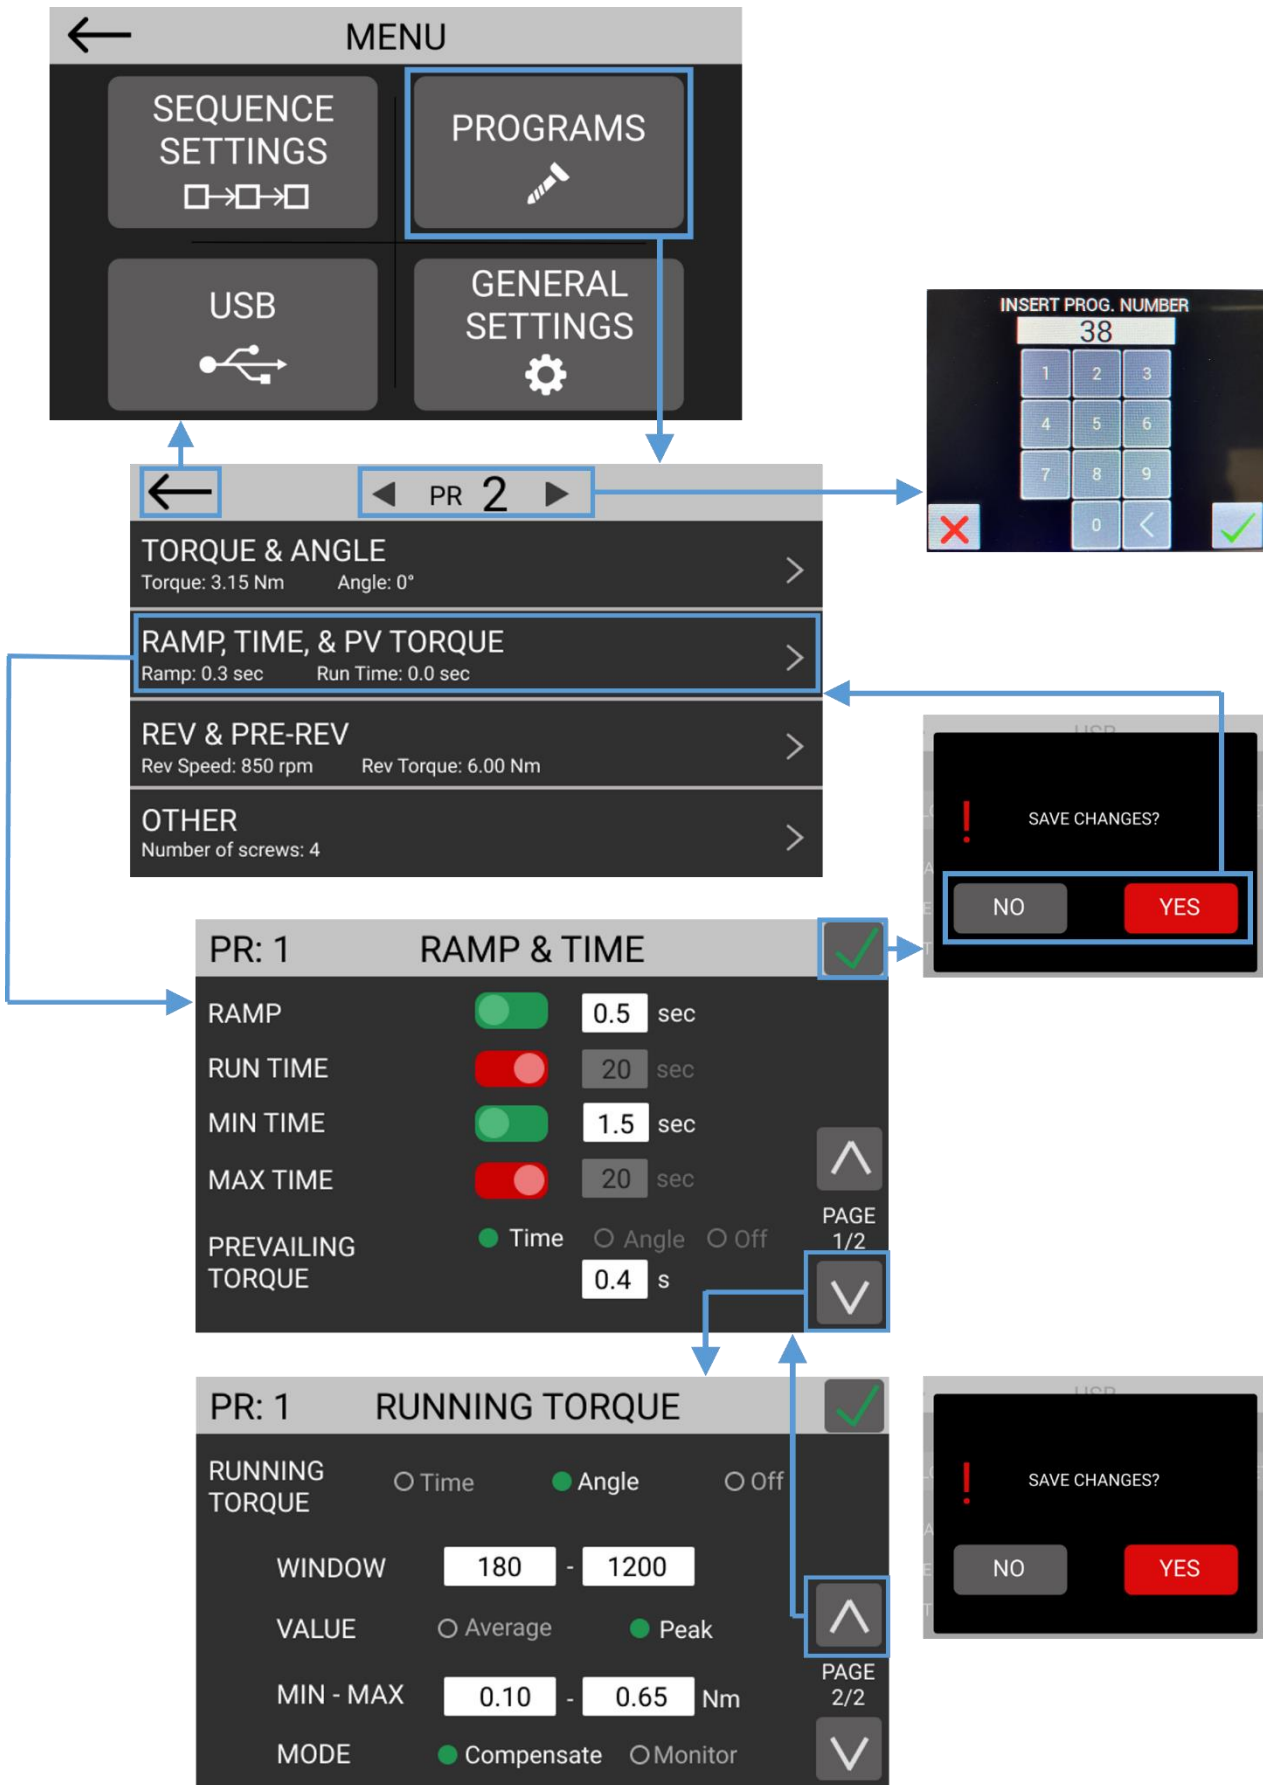 MENU
SEQUENCE
SETTINGS
PROGRAMS
USB
GENERAL
SETTINGS
INSERT PROG. NUMBER
38
1 2 3
4 5 6
7 8 9
0 <
PR 2
TORQUE & ANGLE
Torque: 3.15 Nm Angle: 0°
RAMP, TIME, & PV TORQUE
Ramp: 0.3 sec Run Time: 0.0 sec
REV & PRE-REV
Rev Speed: 850 rpm Rev Torque: 6.00 Nm
OTHER
Number of screws: 4
SAVE CHANGES?
NO YES
PR: 1 RAMP & TIME
RAMP 0.5 sec
RUN TIME 20 sec
MIN TIME 1.5 sec
MAX TIME 20 sec
PREVAILING
TORQUE
Time Angle Off
0.4 s
PAGE
1/2
PR: 1 RUNNING TORQUE
RUNNING
TORQUE
Time Angle Off
WINDOW 180 - 1200
VALUE Average Peak
MIN - MAX 0.10 - 0.65 Nm
MODE Compensate Monitor
PAGE
2/2
SAVE CHANGES?
NO YES